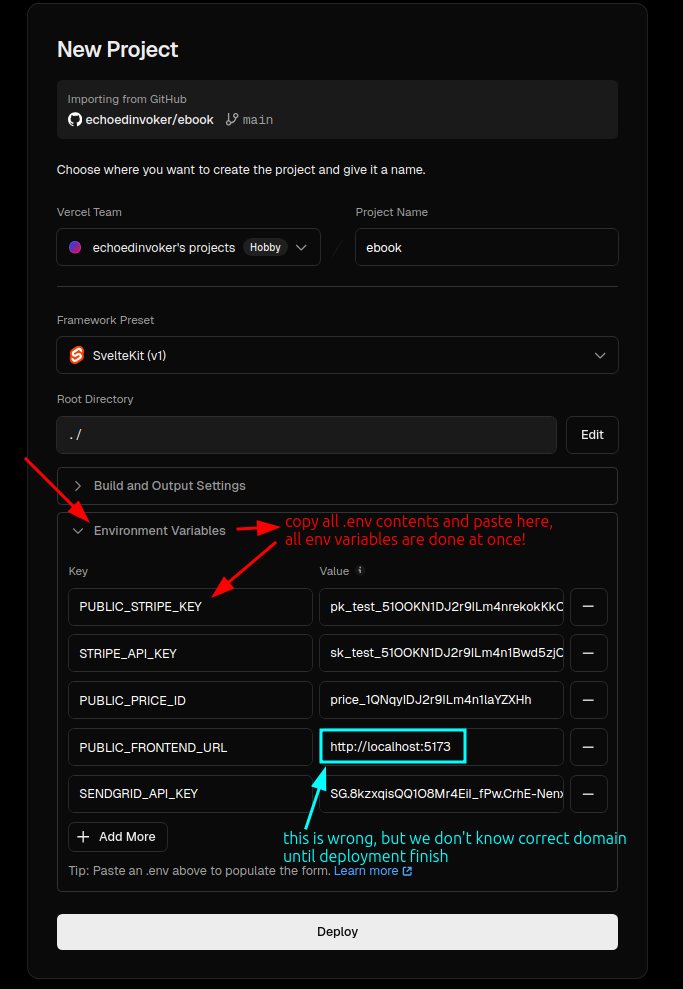 New Project
Importing from GitHub
echoedinvoker/ebook main
Choose where you want to create the project and give it a name.
Vercel Team
Project Name
echoedinvoker's projects Hobby
/
ebook
Framework Preset
SvelteKit (v1)
Root Directory
./
Edit
Build and Output Settings
Environment Variables
copy all .env contents and paste here,
all env variables are done at once!
Key
Value
PUBLIC_STRIPE_KEY
pk_test_51OOKN1DJ2r9ILm4nrekokKkC
STRIPE_API_KEY
sk_test_51OOKN1DJ2r9ILm4n1Bwd5zjC
PUBLIC_PRICE_ID
price_1QNqyIDJ2r9ILm4n1laYZXHh
PUBLIC_FRONTEND_URL
http://localhost:5173
SENDGRID_API_KEY
SG.8kzxqisQQ1O8Mr4EiI_fPw.CrhE-Nenx
Add More
this is wrong, but we don't know correct domain
until deployment finish
Tip: Paste an .env above to populate the form. Learn more
Deploy